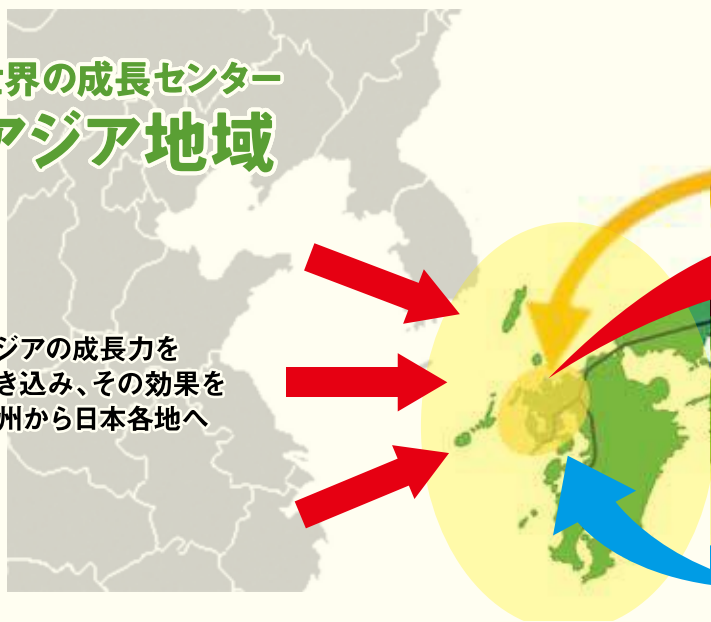 界の成長センター
アジア地域
ジアの成長力を
き込み、その効果を
州から日本各地へ